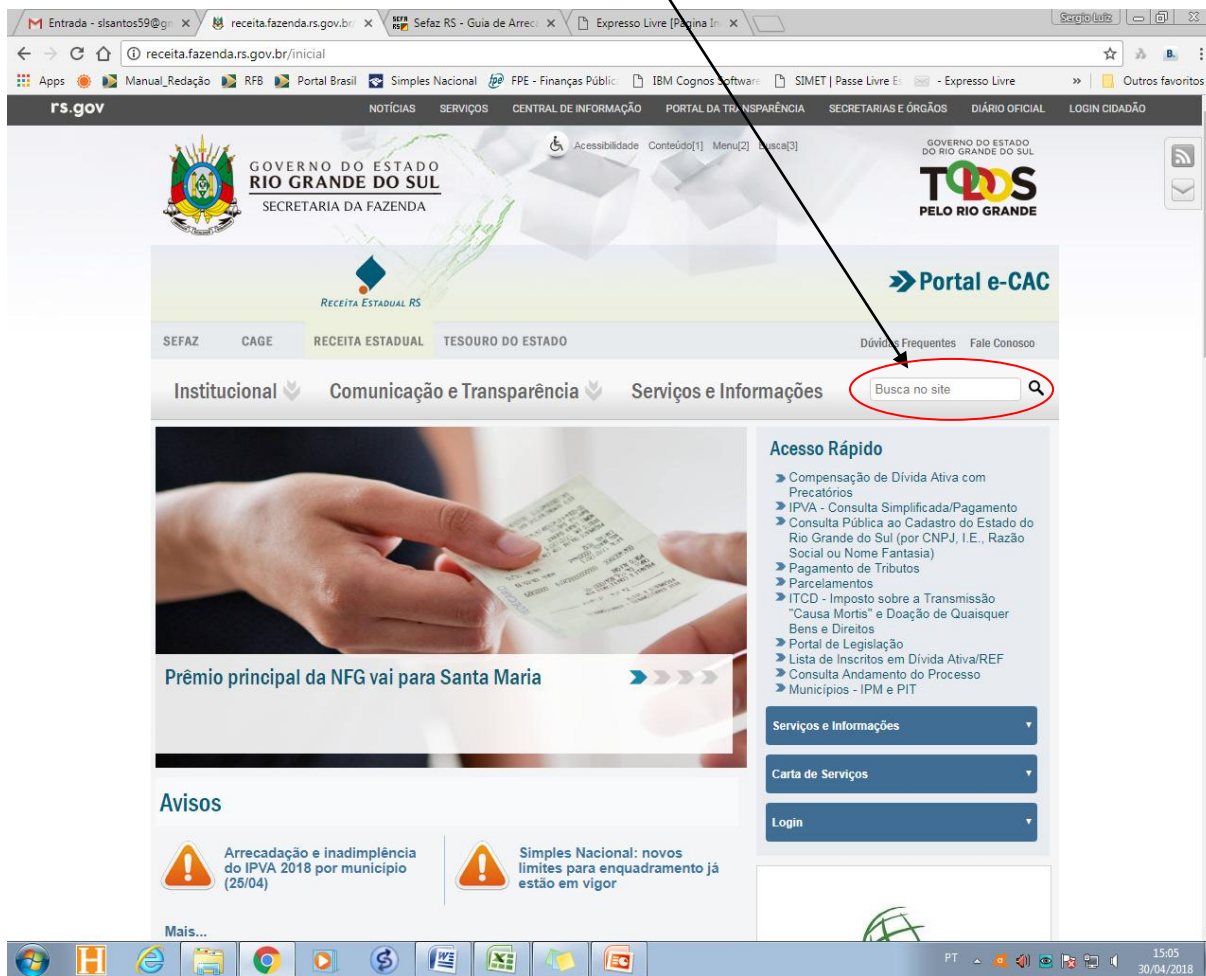 Entrada - slsantos59@gm
receita.fazenda.rs.gov.br/
Sefaz RS - Guia de Arreca
Expresso Livre [Página In
Sergio Luiz
receita.fazenda.rs.gov.br/inicial
Apps
Manual_Redação
RFB
Portal Brasil
Simples Nacional
FPE - Finanças Pública
IBM Cognos Software
SIMET | Passe Livre Es
- Expresso Livre
»
Outros favoritos
rs.gov
NOTÍCIAS
SERVIÇOS
CENTRAL DE INFORMAÇÃO
PORTAL DA TRANSPARÊNCIA
SECRETARIAS E ÓRGÃOS
DIÁRIO OFICIAL
LOGIN CIDADÃO
Acessibilidade
Conteúdo[1]
Menu[2]
Busca[3]
GOVERNO DO ESTADO
RIO GRANDE DO SUL
SECRETARIA DA FAZENDA
GOVERNO DO ESTADO
DO RIO GRANDE DO SUL
TODOS
PELO RIO GRANDE
RECEITA ESTADUAL RS
Portal e-CAC
SEFAZ
CAGE
RECEITA ESTADUAL
TESOURO DO ESTADO
Dúvidas Frequentes
Fale Conosco
Institucional
Comunicação e Transparência
Serviços e Informações
Busca no site
Acesso Rápido
Compensação de Dívida Ativa com
Precatórios
IPVA - Consulta Simplificada/Pagamento
Consulta Pública ao Cadastro do Estado do
Rio Grande do Sul (por CNPJ, I.E., Razão
Social ou Nome Fantasia)
Pagamento de Tributos
Parcelamentos
ITCD - Imposto sobre a Transmissão
"Causa Mortis" e Doação de Quaisquer
Bens e Direitos
Portal de Legislação
Lista de Inscritos em Dívida Ativa/REF
Consulta Andamento do Processo
Municípios - IPM e PIT
Prêmio principal da NFG vai para Santa Maria
Serviços e Informações
Carta de Serviços
Login
Avisos
Arrecadação e inadimplência
do IPVA 2018 por município
(25/04)
Simples Nacional: novos
limites para enquadramento já
estão em vigor
Mais...
PT
15:05
30/04/2018